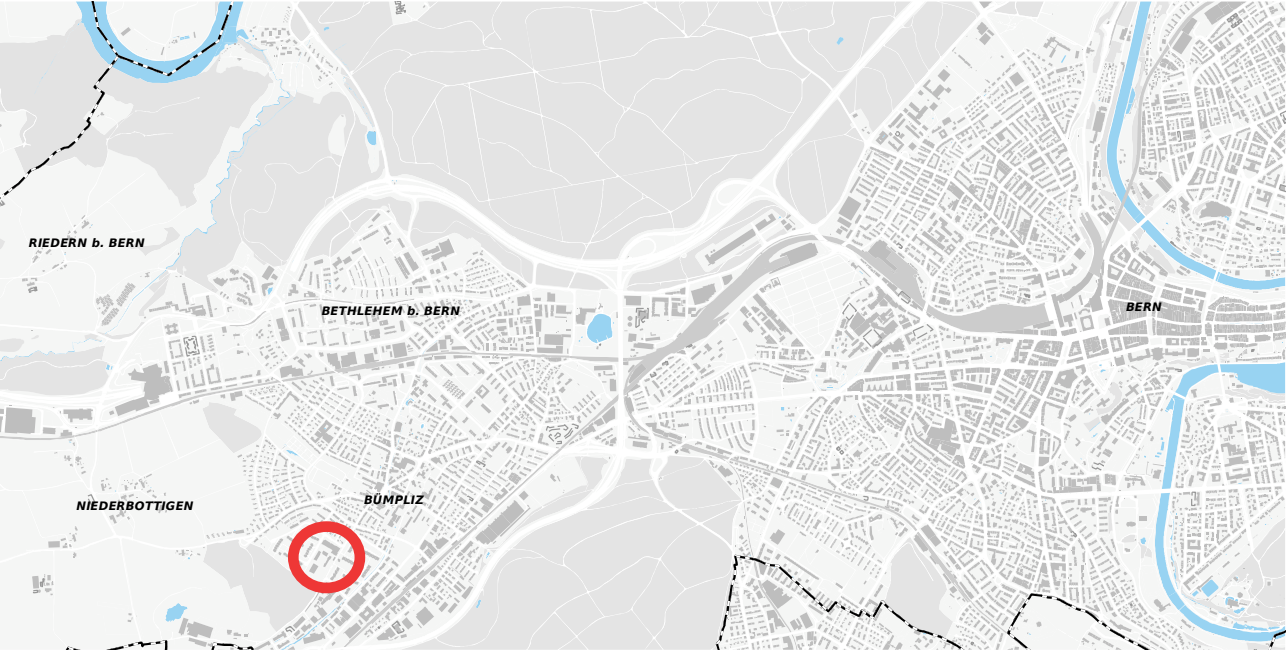 RIEDERN b. BERN
BETHLEHEM b. BERN
BERN
BÜMPLIZ
NIEDERBOTTIGEN